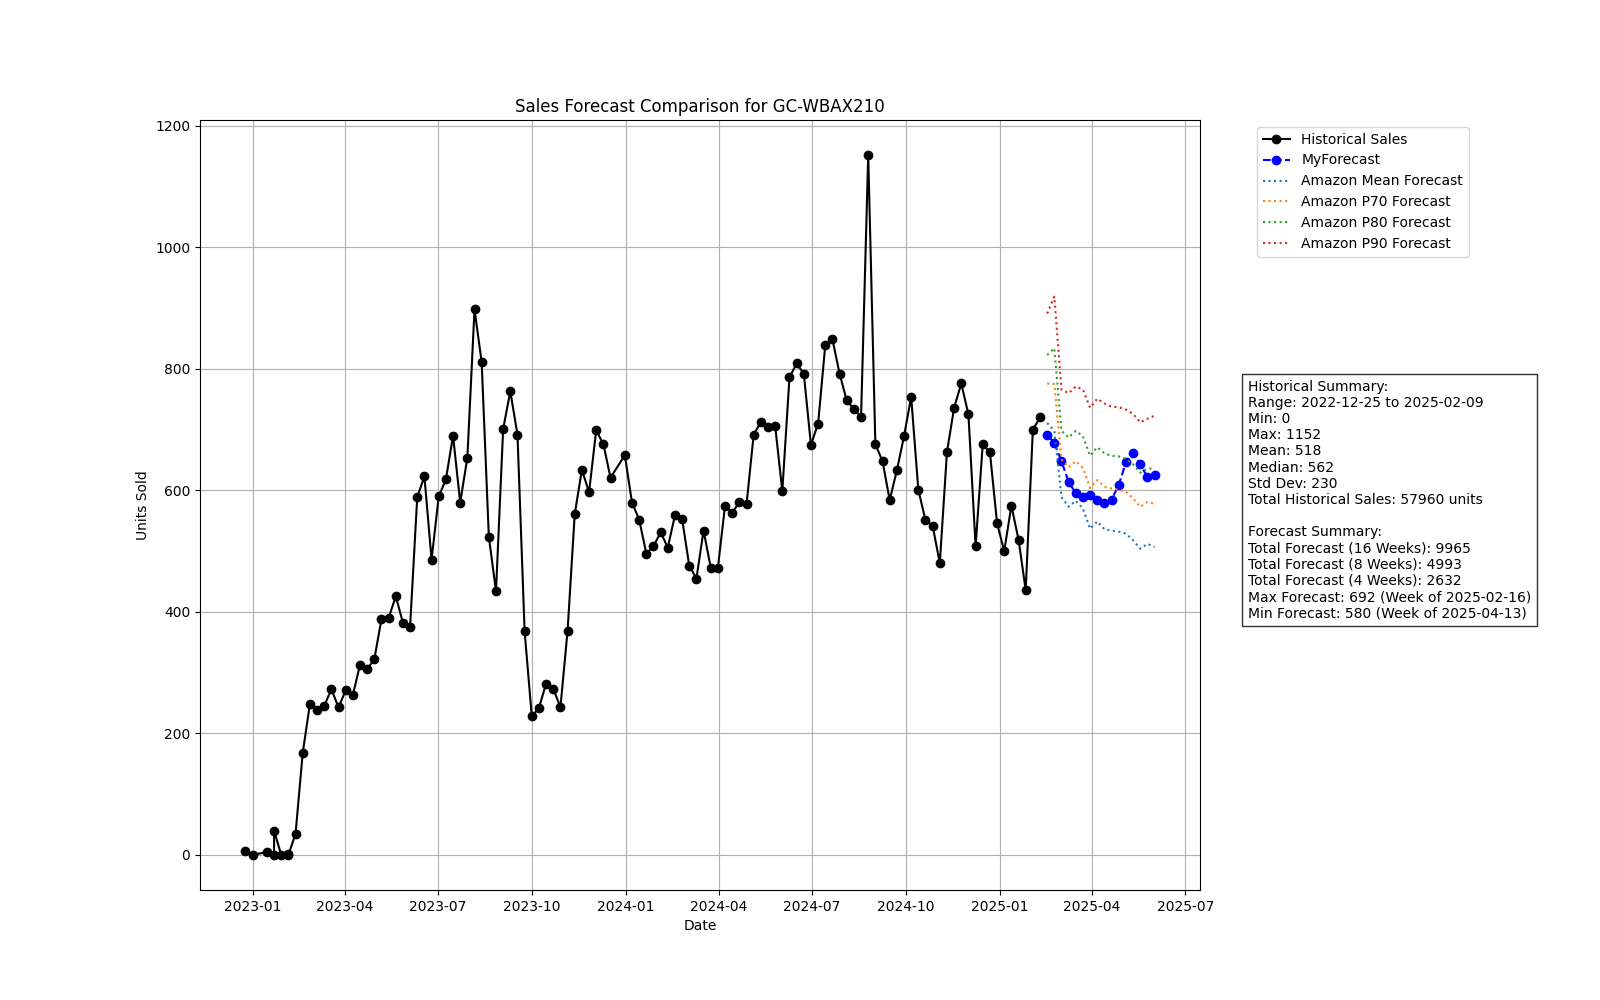 Sales Forecast Comparison for GC-WBAX210
1200
1000
800
600
400
200
0
Units Sold
2023-01 2023-04 2023-07 2023-10 2024-01 2024-04 2024-07 2024-10 2025-01 2025-04 2025-07
Date
Historical Sales
MyForecast
Amazon Mean Forecast
Amazon P70 Forecast
Amazon P80 Forecast
Amazon P90 Forecast
Historical Summary:
Range: 2022-12-25 to 2025-02-09
Min: 0
Max: 1152
Mean: 518
Median: 562
Std Dev: 230
Total Historical Sales: 57960 units
Forecast Summary:
Total Forecast (16 Weeks): 9965
Total Forecast (8 Weeks): 4993
Total Forecast (4 Weeks): 2632
Max Forecast: 692 (Week of 2025-02-16)
Min Forecast: 580 (Week of 2025-04-13)